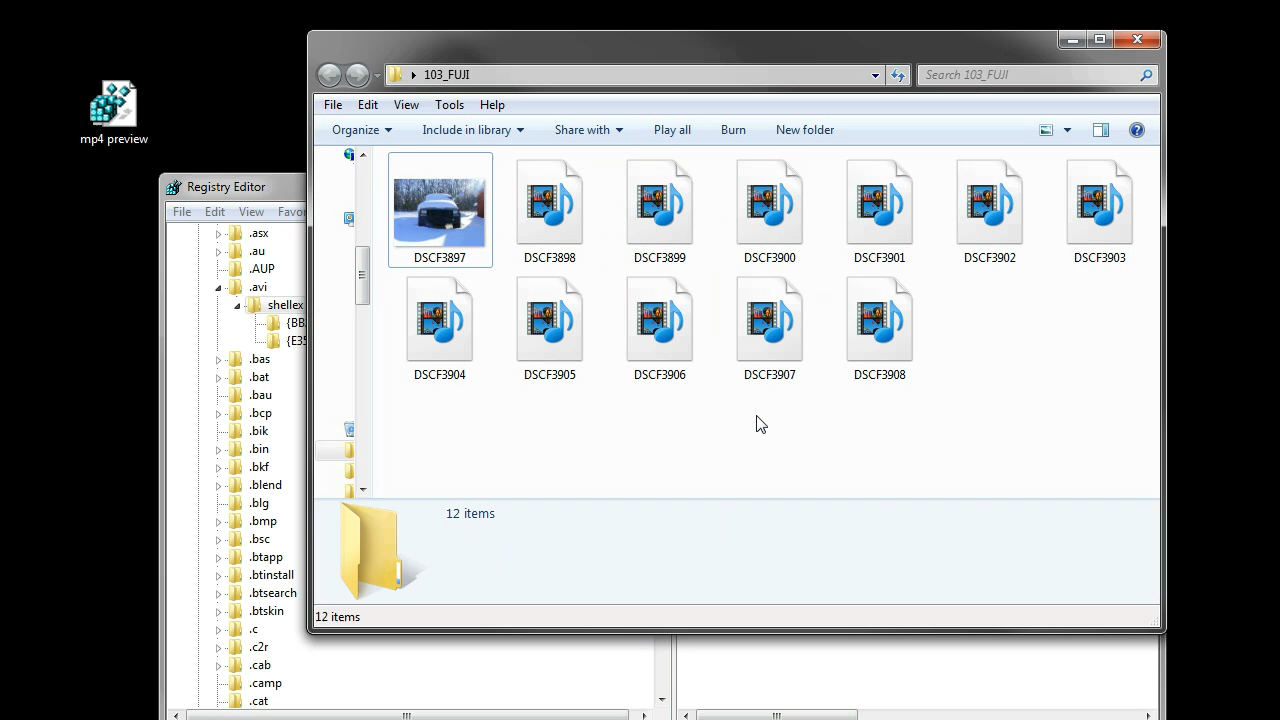 mp4 preview
Registry Editor
File Edit View Favor
.asx
.au
.AUP
.avi
shellex
{BB
{E35
.bas
.bat
.bau
.bcp
.bik
.bin
.bkf
.blend
.blg
.bmp
.bsc
.btapp
.btinstall
.btsearch
.btskin
.c
.c2r
.cab
.camp
.cat
103_FUJI
Search 103_FUJI
File Edit View Tools Help
Organize Include in library Share with Play all Burn New folder
DSCF3897 DSCF3898 DSCF3899 DSCF3900 DSCF3901 DSCF3902 DSCF3903
DSCF3904 DSCF3905 DSCF3906 DSCF3907 DSCF3908
12 items
12 items